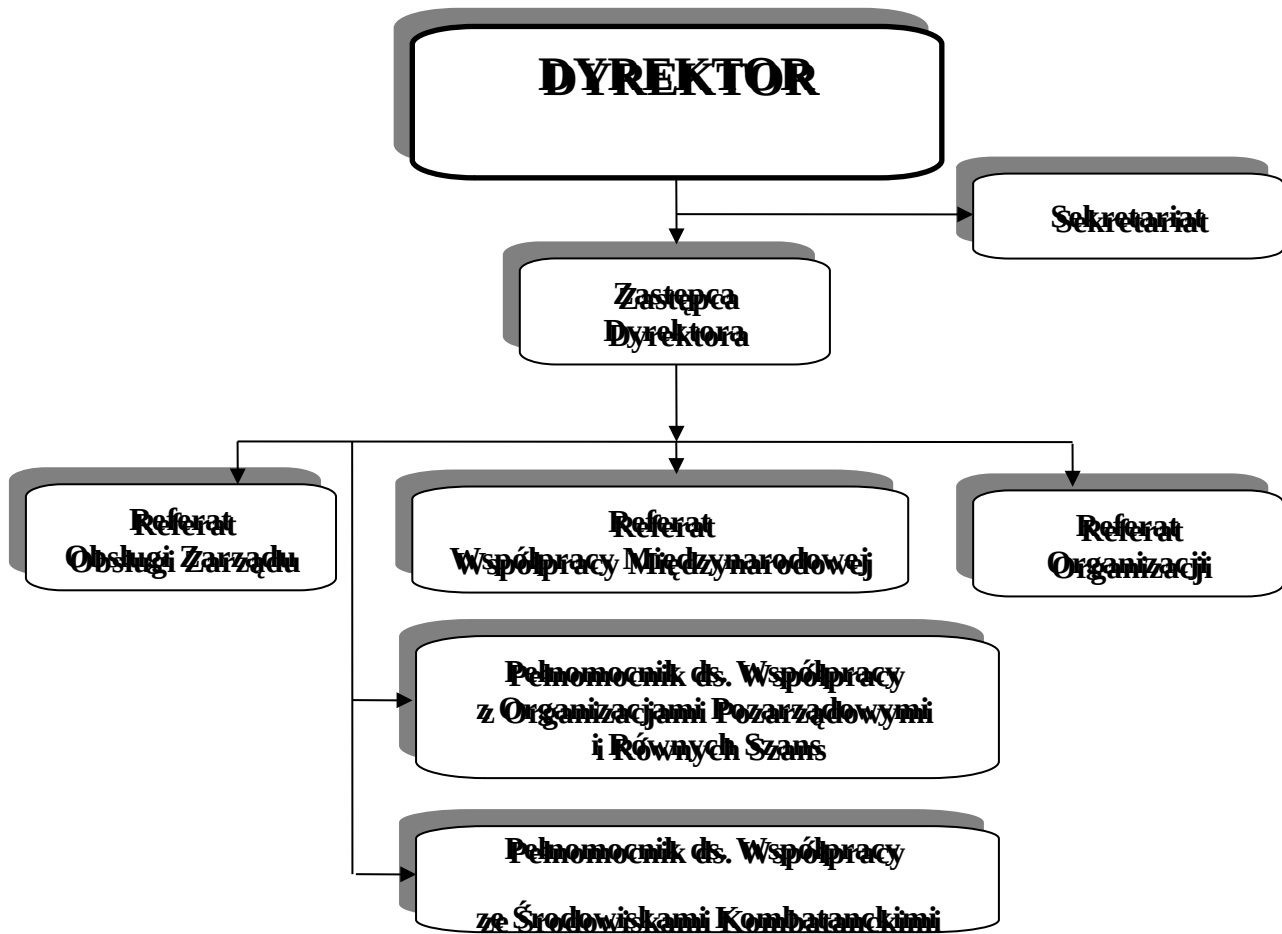 DYREKTOR
Sekretariat
Zastępca
Dyrektora
Referat
Obsługi Zarządu
Referat
Współpracy Międzynarodowej
Referat
Organizacji
Pełnomocnik ds. Współpracy
z Organizacjami Pozarządowymi
i Równych Szans
Pełnomocnik ds. Współpracy
ze Środowiskami Kombatanckimi